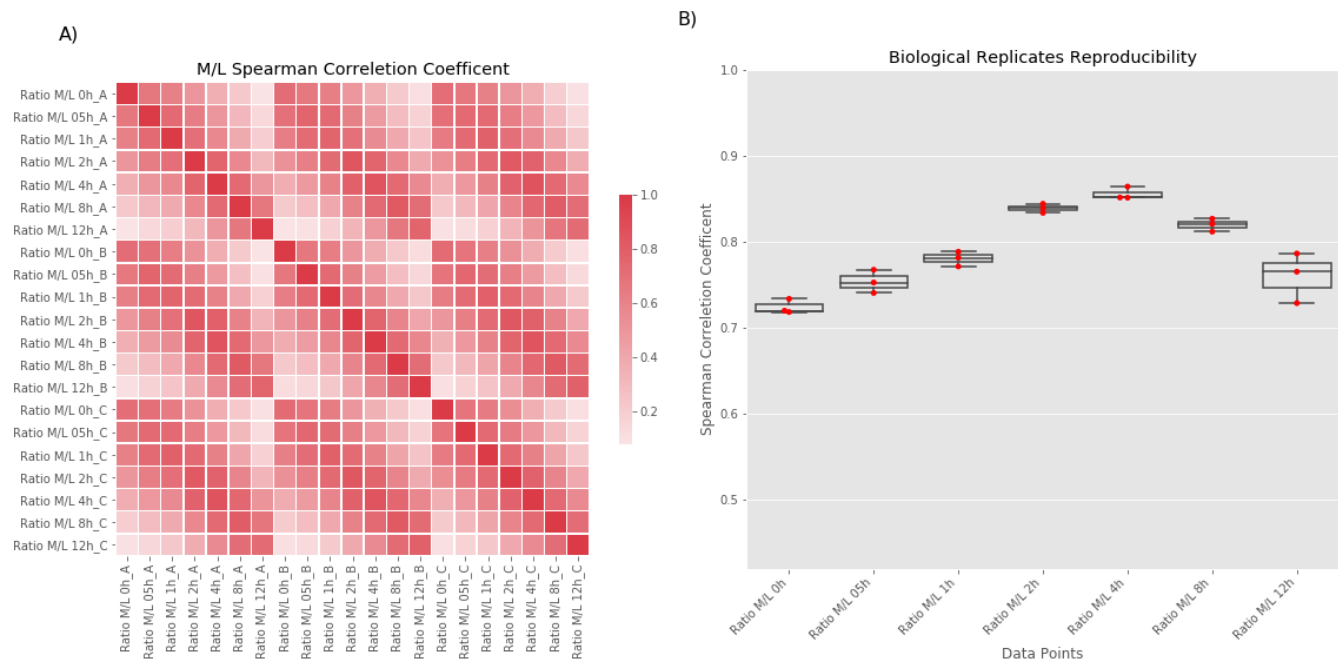 A)
M/L Spearman Correletion Coefficent
Ratio M/L 0h_A
Ratio M/L 05h_A
Ratio M/L 1h_A
Ratio M/L 2h_A
Ratio M/L 4h_A
Ratio M/L 8h_A
Ratio M/L 12h_A
Ratio M/L 0h_B
Ratio M/L 05h_B
Ratio M/L 1h_B
Ratio M/L 2h_B
Ratio M/L 4h_B
Ratio M/L 8h_B
Ratio M/L 12h_B
Ratio M/L 0h_C
Ratio M/L 05h_C
Ratio M/L 1h_C
Ratio M/L 2h_C
Ratio M/L 4h_C
Ratio M/L 8h_C
Ratio M/L 12h_C
Ratio M/L 0h_A
Ratio M/L 05h_A
Ratio M/L 1h_A
Ratio M/L 2h_A
Ratio M/L 4h_A
Ratio M/L 8h_A
Ratio M/L 12h_A
Ratio M/L 0h_B
Ratio M/L 05h_B
Ratio M/L 1h_B
Ratio M/L 2h_B
Ratio M/L 4h_B
Ratio M/L 8h_B
Ratio M/L 12h_B
Ratio M/L 0h_C
Ratio M/L 05h_C
Ratio M/L 1h_C
Ratio M/L 2h_C
Ratio M/L 4h_C
Ratio M/L 8h_C
Ratio M/L 12h_C
1.0
0.8
0.6
0.4
0.2
B)
Biological Replicates Reproducibility
Spearman Correletion Coefficent
1.0
0.9
0.8
0.7
0.6
0.5
Ratio M/L 0h
Ratio M/L 05h
Ratio M/L 1h
Ratio M/L 2h
Ratio M/L 4h
Ratio M/L 8h
Ratio M/L 12h
Data Points